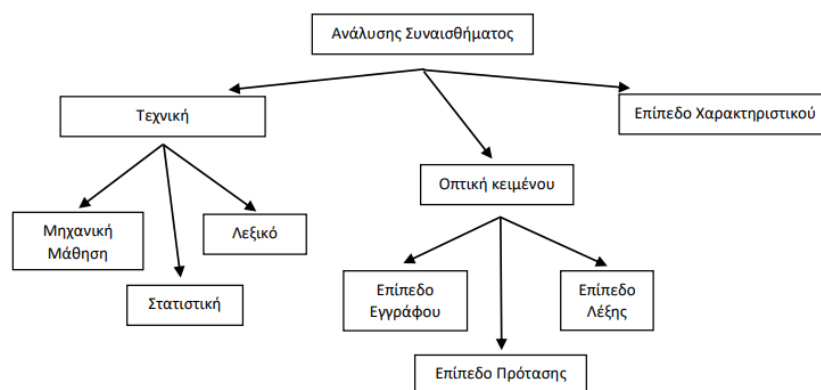 Ανάλυσης Συναισθήματος
Τεχνική
Επίπεδο Χαρακτηριστικού
Οπτική κειμένου
Μηχανική
Μάθηση
Λεξικό
Στατιστική
Επίπεδο
Εγγράφου
Επίπεδο
Λέξης
Επίπεδο Πρότασης